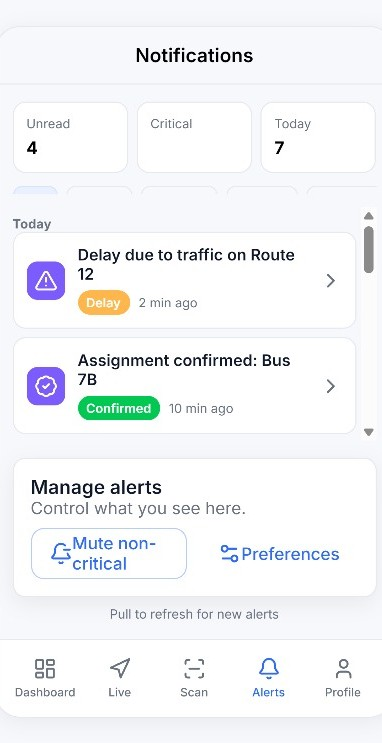 Notifications
Unread
Critical
Today
4
7
Today
Delay due to traffic on Route
12
Delay
2 min ago
Assignment confirmed: Bus
7B
Confirmed
10 min ago
Manage alerts
Control what you see here.
Mute non-
critical
Preferences
Pull to refresh for new alerts
Dashboard
Live
Scan
Alerts
Profile